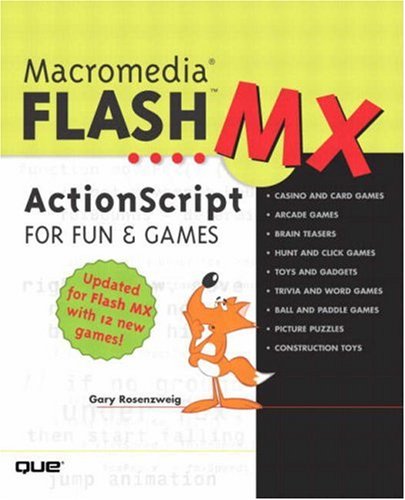 Macromedia®
FLASH™ MX
ActionScript
FOR FUN & GAMES
• CASINO AND CARD GAMES
• ARCADE GAMES
• BRAIN TEASERS
• HUNT AND CLICK GAMES
• TOYS AND GADGETS
• TRIVIA AND WORD GAMES
• BALL AND PADDLE GAMES
• PICTURE PUZZLES
• CONSTRUCTION TOYS
Updated
for Flash MX
with 12 new
games!
Gary Rosenzweig
// if no ground
under
then start falling
jump animation
que®